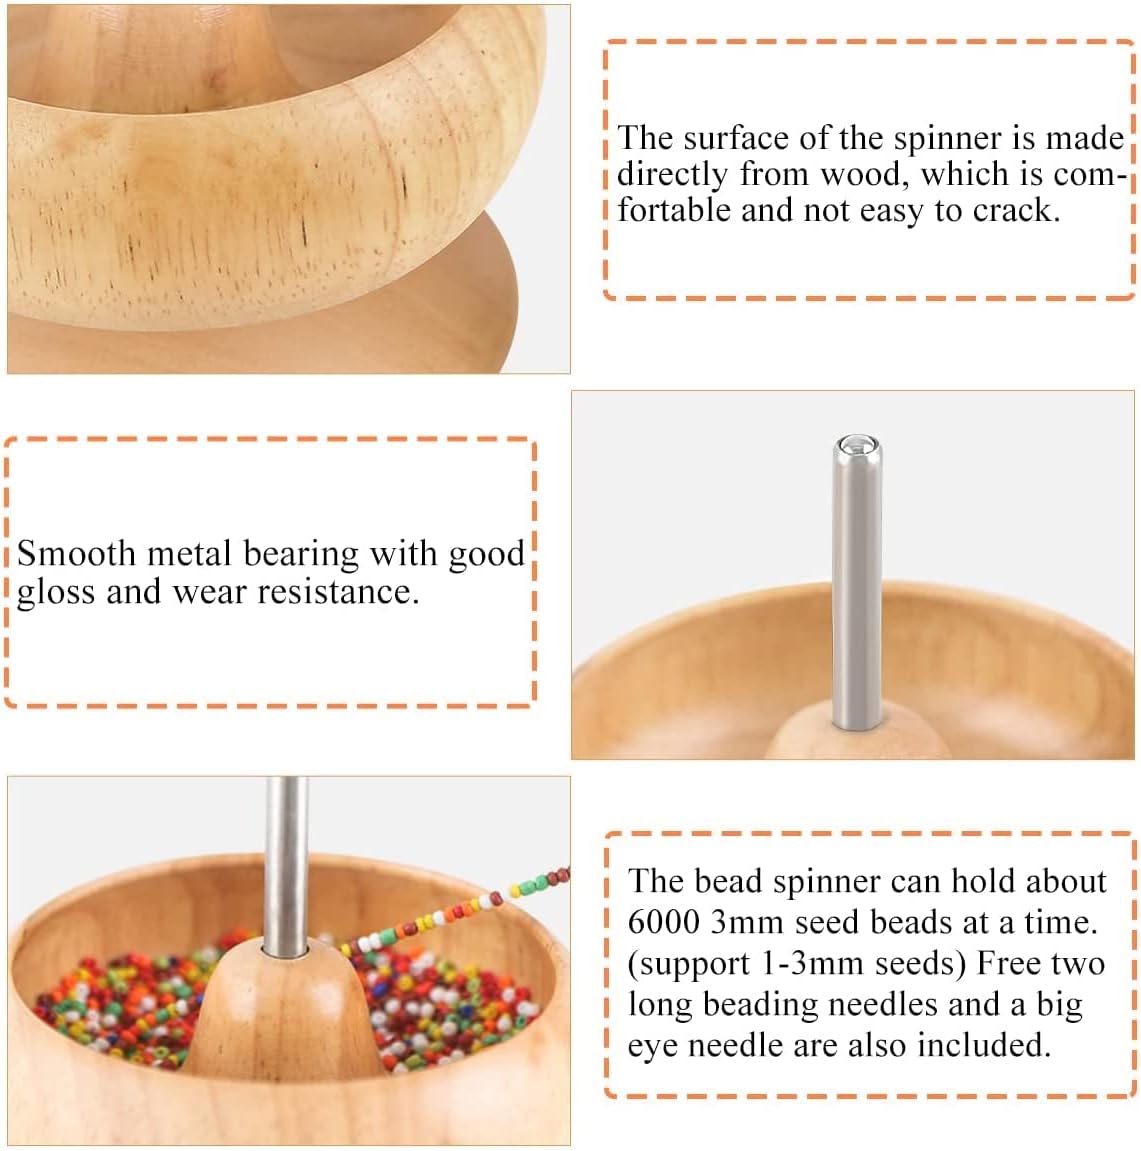 The surface of the spinner is made
directly from wood, which is com-
fortable and not easy to crack.
Smooth metal bearing with good
gloss and wear resistance.
The bead spinner can hold about
6000 3mm seed beads at a time.
(support 1-3mm seeds) Free two
long beading needles and a big
eye needle are also included.